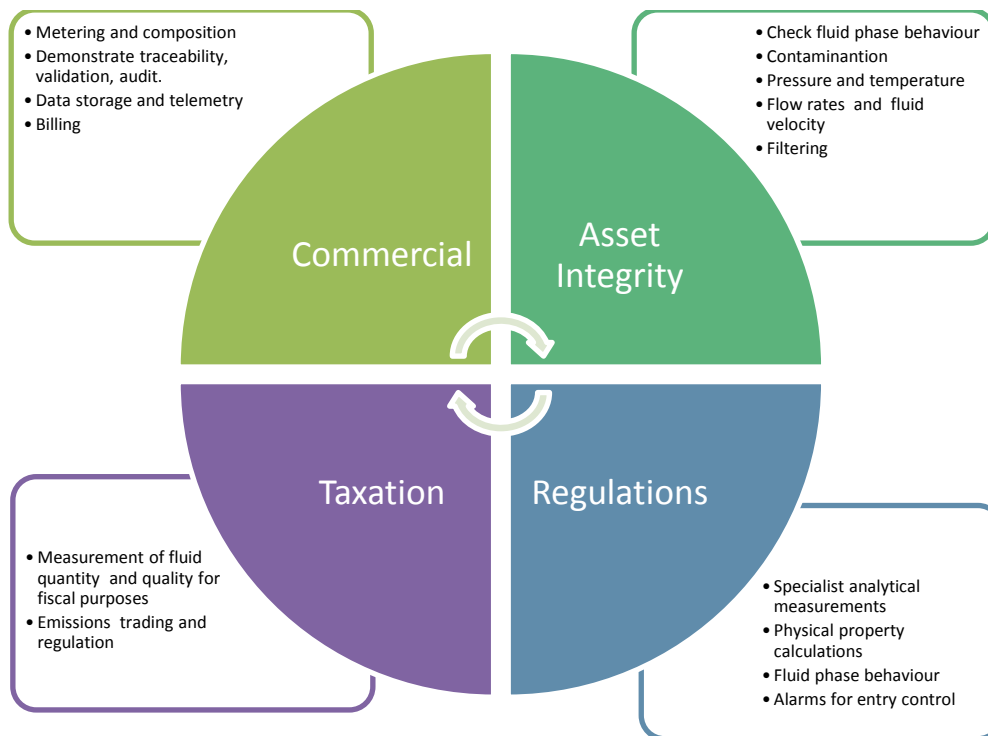 • Metering and composition
• Demonstrate traceability,
validation, audit.
• Data storage and telemetry
• Billing
• Check fluid phase behaviour
• Contaminantion
• Pressure and temperature
• Flow rates and fluid
velocity
• Filtering
Commercial
Asset
Integrity
Taxation
Regulations
• Measurement of fluid
quantity and quality for
fiscal purposes
• Emissions trading and
regulation
• Specialist analytical
measurements
• Physical property
calculations
• Fluid phase behaviour
• Alarms for entry control